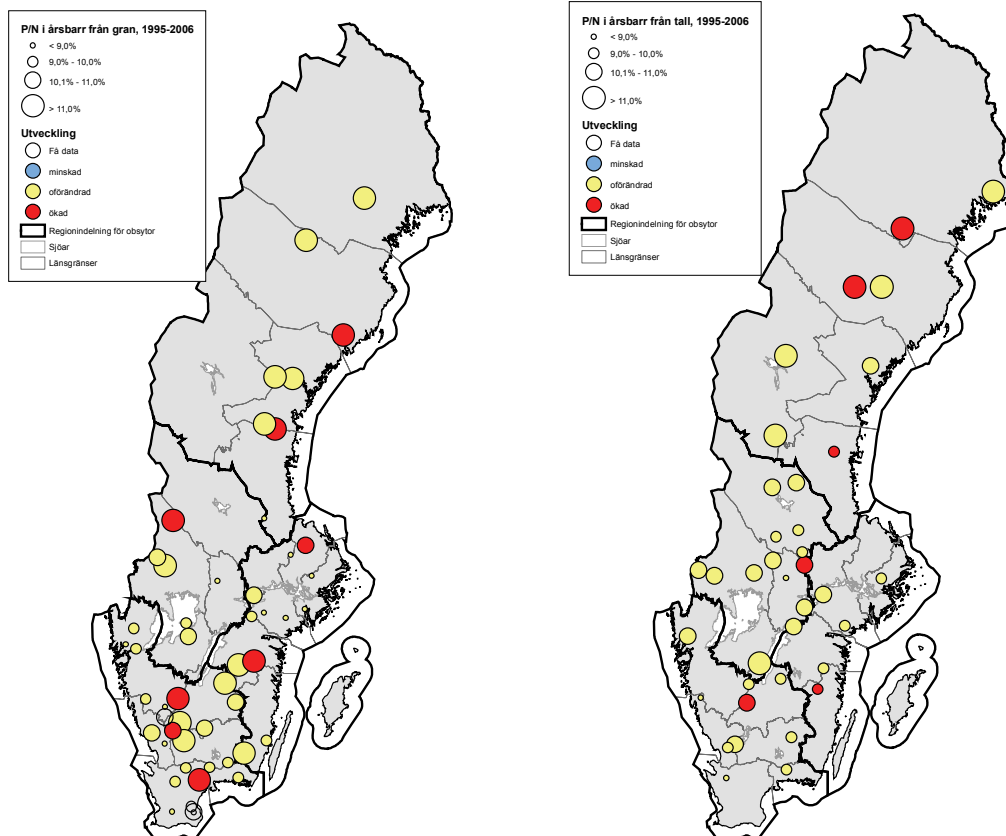 P/N i årsbarr från gran, 1995-2006
< 9,0%
9,0% - 10,0%
10,1% - 11,0%
> 11,0%
Utveckling
Få data
minskad
oförändrad
ökad
Regionindelning för obsytor
Sjöar
Länsgränser
P/N i årsbarr från tall, 1995-2006
< 9,0%
9,0% - 10,0%
10,1% - 11,0%
> 11,0%
Utveckling
Få data
minskad
oförändrad
ökad
Regionindelning för obsytor
Sjöar
Länsgränser